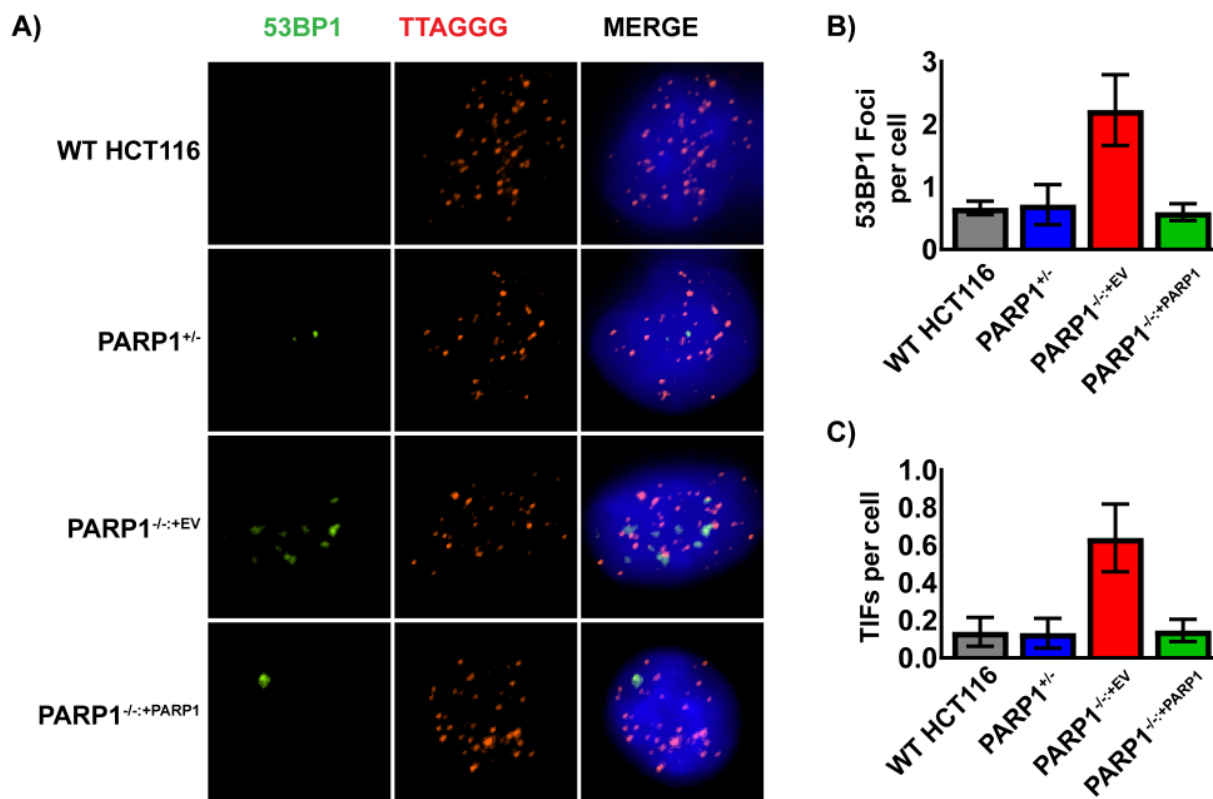 A)
53BP1 TTAGGG MERGE
WT HCT116
PARP1+/-
PARP1-/-:+EV
PARP1-/-:+PARP1
B)
53BP1 Foci
per cell
3
2
1
0
WT HCT116
PARP1+/-
PARP1-/-:+EV
PARP1-/-:+PARP1
C)
TIFs per cell
1.0
0.8
0.6
0.4
0.2
0.0
WT HCT116
PARP1+/-
PARP1-/-:+EV
PARP1-/-:+PARP1